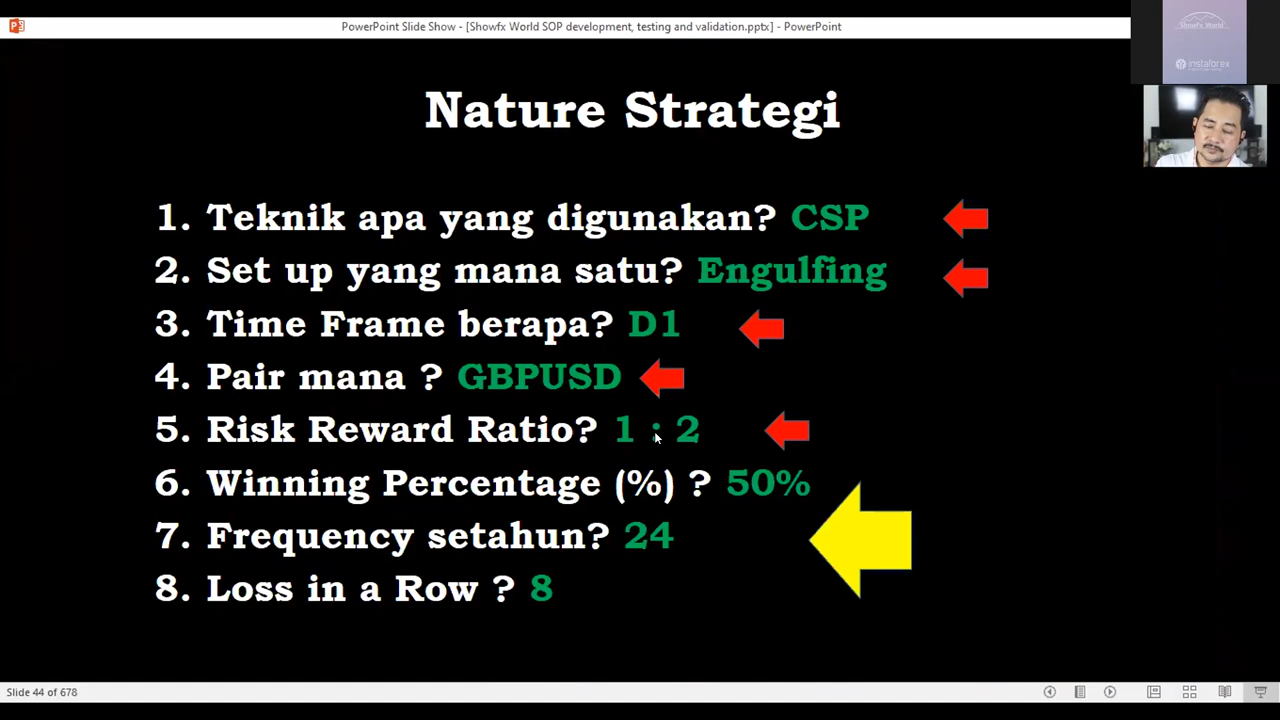 PowerPoint Slide Show - [Showfx World SOP development, testing and validation.pptx] - PowerPoint
Showfx World
instaforex
Nature Strategi
1. Teknik apa yang digunakan? CSP
2. Set up yang mana satu? Engulfing
3. Time Frame berapa? D1
4. Pair mana ? GBPUSD
5. Risk Reward Ratio? 1 : 2
6. Winning Percentage (%) ? 50%
7. Frequency setahun? 24
8. Loss in a Row ? 8
Slide 44 of 678